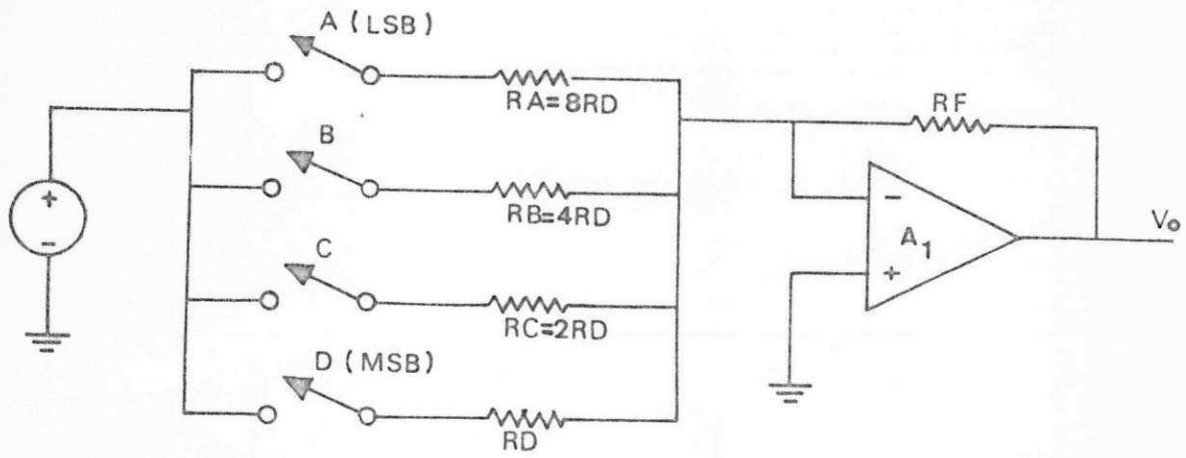 A (LSB)
RA=8RD
RF
B
RB=4RD
+
-
-
A1
+
Vo
C
RC=2RD
D (MSB)
RD